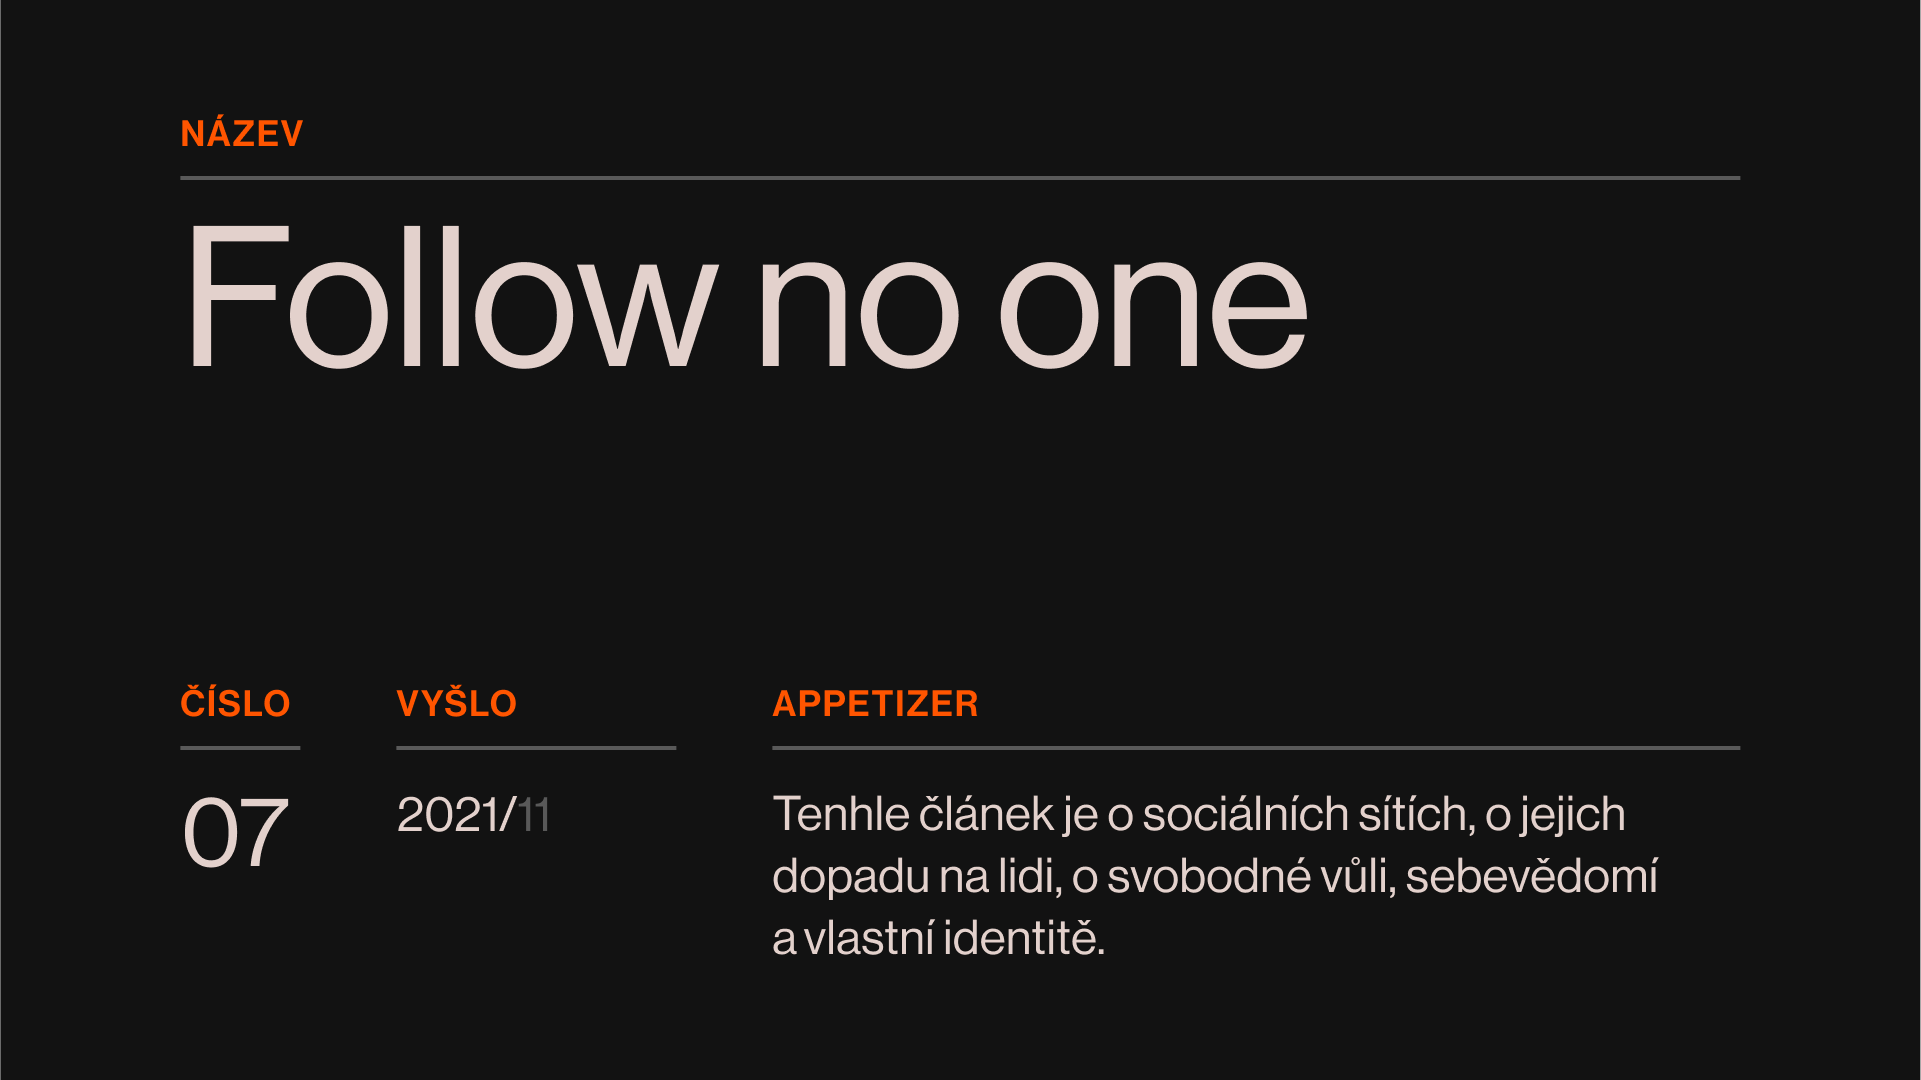 NÁZEV
Follow no one
ČÍSLO
07
VYŠLO
2021/11
APPETIZER
Tenhle článek je o sociálních sítích, o jejich
dopadu na lidi, o svobodné vůli, sebevědomí
a vlastní identitě.